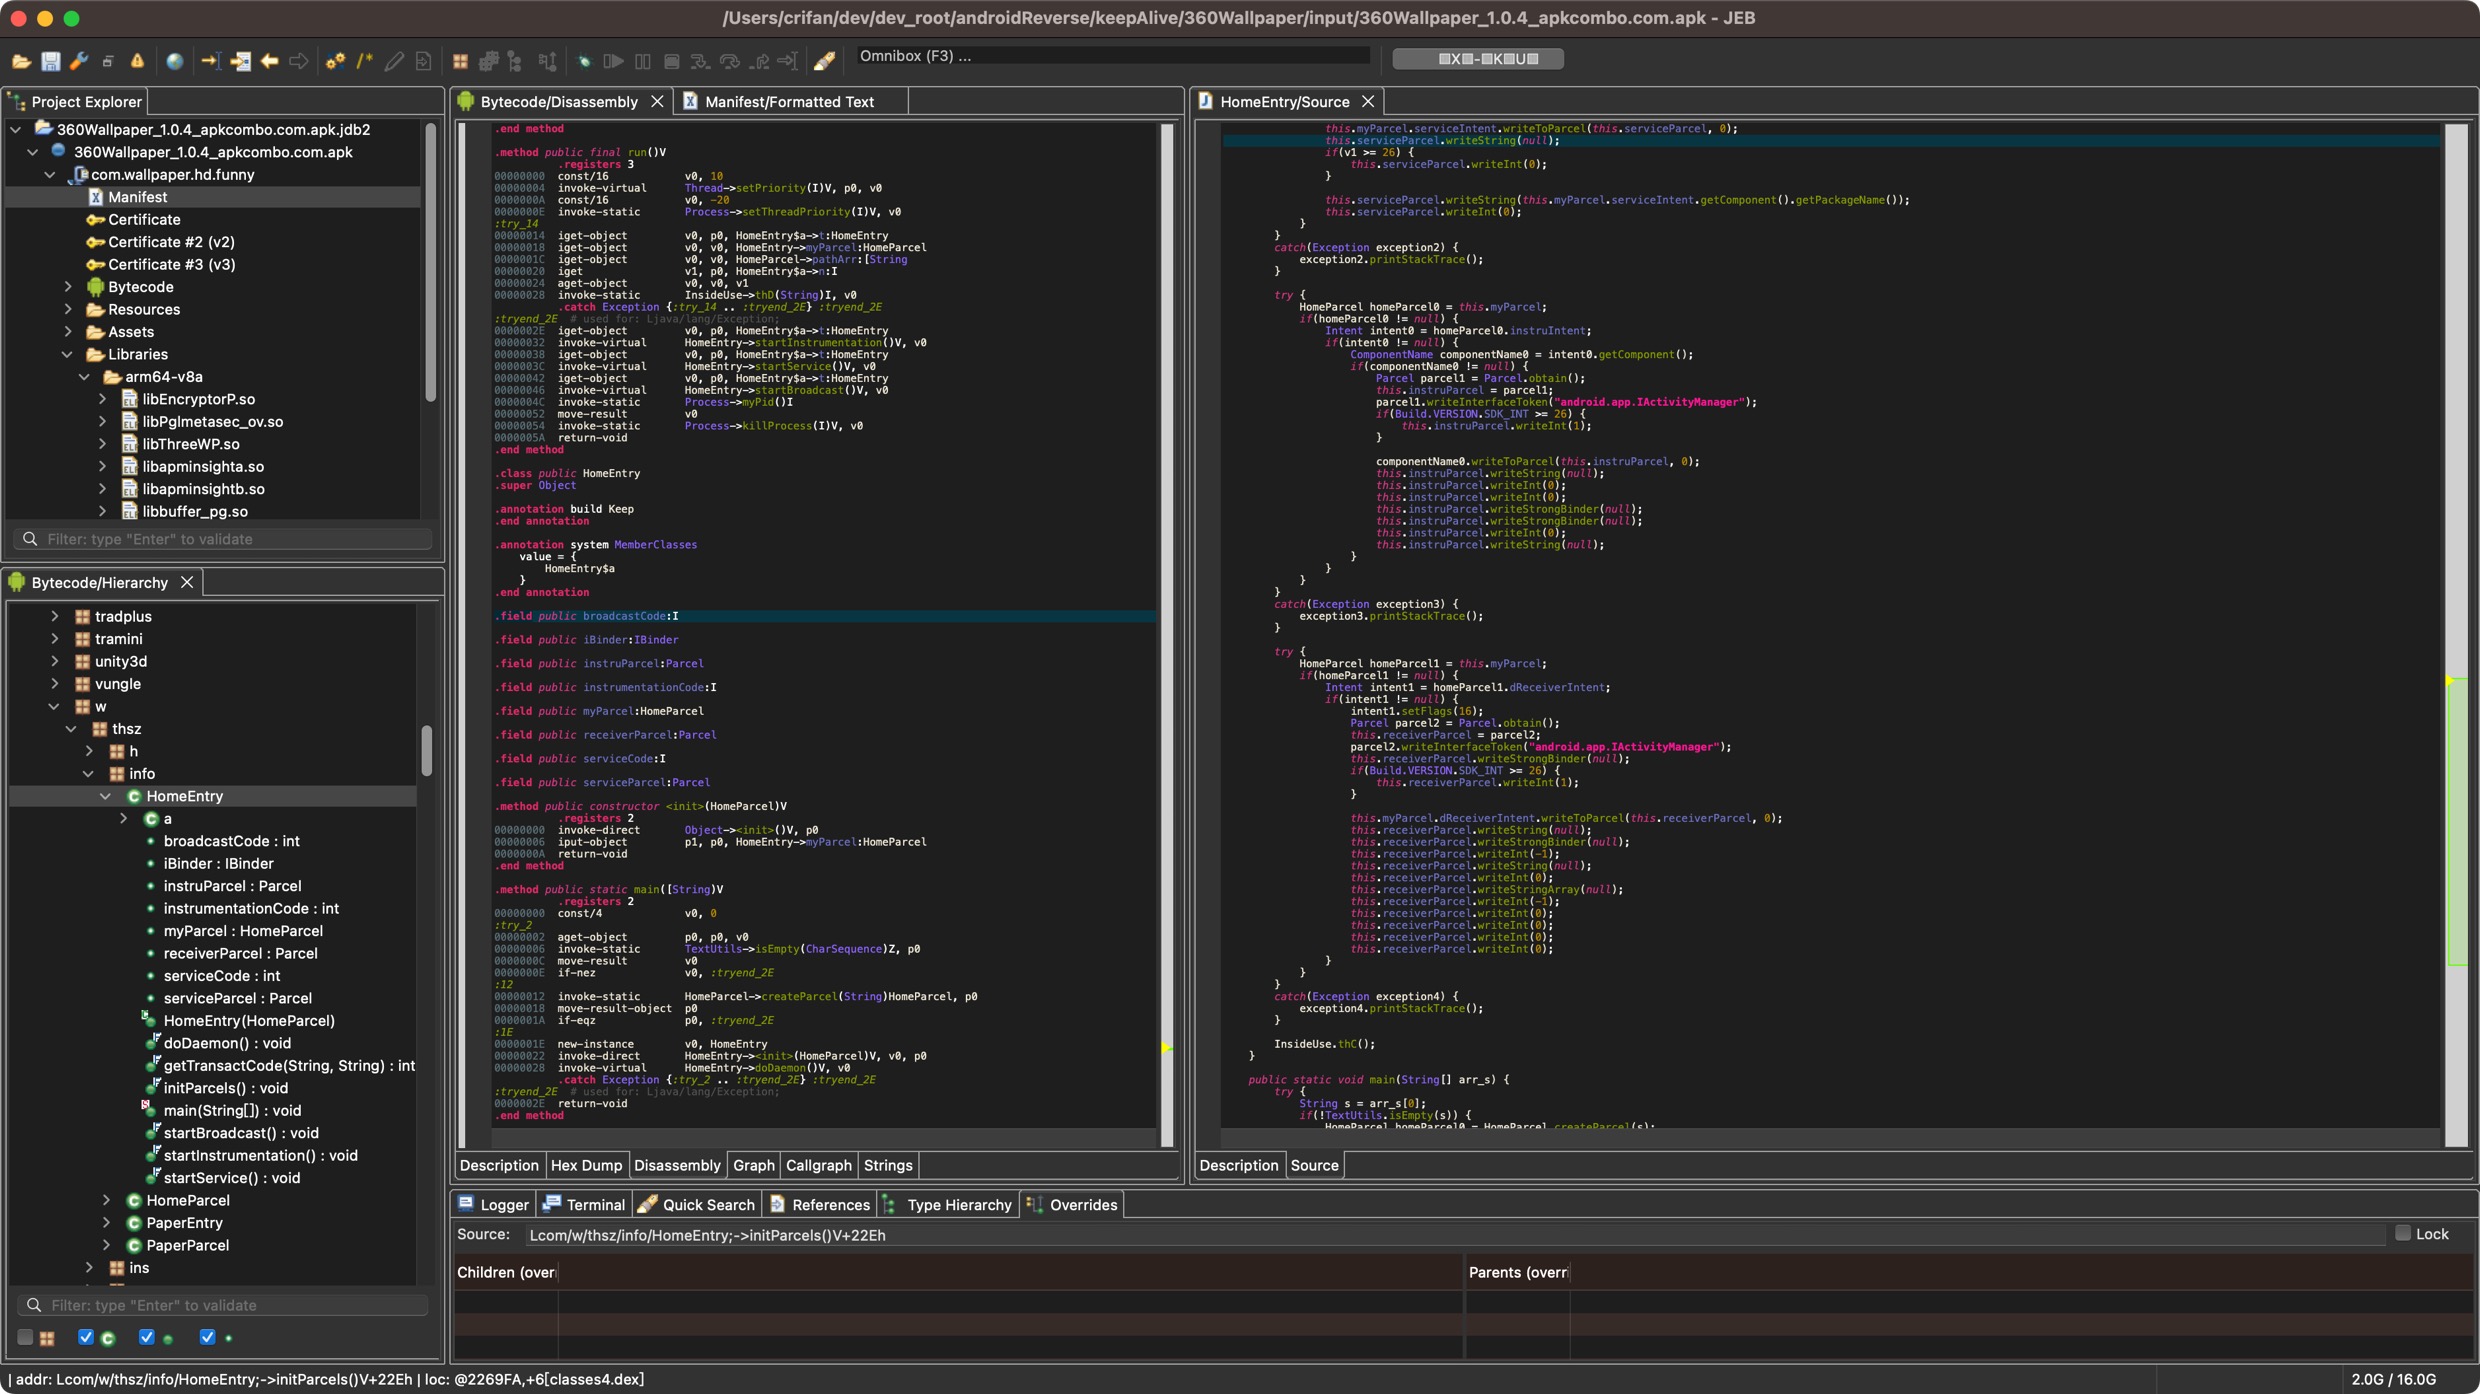 /Users/crifan/dev/dev_root/androidReverse/keepAlive/360Wallpaper/input/360Wallpaper_1.0.4_apkcombo.com.apk - JEB
Omnibox (F3) ...
Project Explorer
360Wallpaper_1.0.4_apkcombo.com.apk.jdb2
360Wallpaper_1.0.4_apkcombo.com.apk
com.wallpaper.hd.funny
Manifest
Certificate
Certificate #2 (v2)
Certificate #3 (v3)
Bytecode
Resources
Assets
Libraries
arm64-v8a
libEncryptorP.so
libPglmetasec_ov.so
libThreeWP.so
libapminsighta.so
libapminsightb.so
libbuffer_pg.so
Filter: type "Enter" to validate
Bytecode/Hierarchy
tradplus
tramini
unity3d
vungle
w
thsz
h
info
HomeEntry
a
broadcastCode : int
iBinder : IBinder
instruParcel : Parcel
instrumentationCode : int
myParcel : HomeParcel
receiverParcel : Parcel
serviceCode : int
serviceParcel : Parcel
HomeEntry(HomeParcel)
doDaemon() : void
getTransactCode(String, String) : int
initParcels() : void
main(String[]) : void
startBroadcast() : void
startInstrumentation() : void
startService() : void
HomeParcel
PaperEntry
PaperParcel
ins
Filter: type "Enter" to validate
Bytecode/Disassembly
Manifest/Formatted Text
.end method
.method public final run()V
.registers 3
00000000 const/16 v0, 10
00000004 invoke-virtual Thread->setPriority(I)V, p0, v0
0000000A const/16 v0, -20
0000000E invoke-static Process->setThreadPriority(I)V, v0
:try_14
00000014 iget-object v0, p0, HomeEntry$a->t:HomeEntry
00000018 iget-object v0, v0, HomeEntry->myParcel:HomeParcel
0000001C iget-object v0, v0, HomeParcel->pathArr:[String
00000020 iget v1, p0, HomeEntry$a->n:I
00000024 aget-object v0, v0, v1
00000028 invoke-static InsideUse->thD(String)I, v0
.catch Exception {:try_14 .. :tryend_2E} :tryend_2E
:tryend_2E # used for: Ljava/lang/Exception;
0000002E iget-object v0, p0, HomeEntry$a->t:HomeEntry
00000032 invoke-virtual HomeEntry->startInstrumentation()V, v0
00000038 iget-object v0, p0, HomeEntry$a->t:HomeEntry
0000003C invoke-virtual HomeEntry->startService()V, v0
00000042 iget-object v0, p0, HomeEntry$a->t:HomeEntry
00000046 invoke-virtual HomeEntry->startBroadcast()V, v0
0000004C invoke-static Process->myPid()I
00000052 move-result v0
00000054 invoke-static Process->killProcess(I)V, v0
0000005A return-void
.end method
.class public HomeEntry
.super Object
.annotation build Keep
.end annotation
.annotation system MemberClasses
value = {
HomeEntry$a
}
.end annotation
.field public broadcastCode:I
.field public iBinder:IBinder
.field public instruParcel:Parcel
.field public instrumentationCode:I
.field public myParcel:HomeParcel
.field public receiverParcel:Parcel
.field public serviceCode:I
.field public serviceParcel:Parcel
.method public constructor <init>(HomeParcel)V
.registers 2
00000000 invoke-direct Object-><init>()V, p0
00000006 iput-object p1, p0, HomeEntry->myParcel:HomeParcel
0000000A return-void
.end method
.method public static main([String)V
.registers 2
00000000 const/4 v0, 0
:try_2
00000002 aget-object p0, p0, v0
00000006 invoke-static TextUtils->isEmpty(CharSequence)Z, p0
0000000C move-result v0
0000000E if-nez v0, :tryend_2E
:12
00000012 invoke-static HomeParcel->createParcel(String)HomeParcel, p0
00000018 move-result-object p0
0000001A if-eqz p0, :tryend_2E
:1E
0000001E new-instance v0, HomeEntry
00000022 invoke-direct HomeEntry-><init>(HomeParcel)V, v0, p0
00000028 invoke-virtual HomeEntry->doDaemon()V, v0
.catch Exception {:try_2 .. :tryend_2E} :tryend_2E
:tryend_2E # used for: Ljava/lang/Exception;
0000002E return-void
.end method
Description Hex Dump Disassembly Graph Callgraph Strings
HomeEntry/Source
this.myParcel.serviceIntent.writeToParcel(this.serviceParcel, 0);
this.serviceParcel.writeString(null);
if(v1 >= 26) {
this.serviceParcel.writeInt(0);
}
this.serviceParcel.writeString(this.myParcel.serviceIntent.getComponent().getPackageName());
this.serviceParcel.writeInt(0);
}
}
catch(Exception exception2) {
exception2.printStackTrace();
}
try {
HomeParcel homeParcel0 = this.myParcel;
if(homeParcel0 != null) {
Intent intent0 = homeParcel0.instruIntent;
if(intent0 != null) {
ComponentName componentName0 = intent0.getComponent();
if(componentName0 != null) {
Parcel parcel1 = Parcel.obtain();
this.instruParcel = parcel1;
parcel1.writeInterfaceToken("android.app.IActivityManager");
if(Build.VERSION.SDK_INT >= 26) {
this.instruParcel.writeInt(1);
}
componentName0.writeToParcel(this.instruParcel, 0);
this.instruParcel.writeString(null);
this.instruParcel.writeInt(0);
this.instruParcel.writeInt(0);
this.instruParcel.writeStrongBinder(null);
this.instruParcel.writeStrongBinder(null);
this.instruParcel.writeInt(0);
this.instruParcel.writeString(null);
}
}
}
}
catch(Exception exception3) {
exception3.printStackTrace();
}
try {
HomeParcel homeParcel1 = this.myParcel;
if(homeParcel1 != null) {
Intent intent1 = homeParcel1.dReceiverIntent;
if(intent1 != null) {
intent1.setFlags(16);
Parcel parcel2 = Parcel.obtain();
this.receiverParcel = parcel2;
parcel2.writeInterfaceToken("android.app.IActivityManager");
this.receiverParcel.writeStrongBinder(null);
if(Build.VERSION.SDK_INT >= 26) {
this.receiverParcel.writeInt(1);
}
this.myParcel.dReceiverIntent.writeToParcel(this.receiverParcel, 0);
this.receiverParcel.writeString(null);
this.receiverParcel.writeStrongBinder(null);
this.receiverParcel.writeInt(-1);
this.receiverParcel.writeString(null);
this.receiverParcel.writeInt(0);
this.receiverParcel.writeStringArray(null);
this.receiverParcel.writeInt(-1);
this.receiverParcel.writeInt(0);
this.receiverParcel.writeInt(0);
this.receiverParcel.writeInt(0);
this.receiverParcel.writeInt(0);
}
}
}
catch(Exception exception4) {
exception4.printStackTrace();
}
InsideUse.thC();
}
public static void main(String[] arr_s) {
try {
String s = arr_s[0];
if(!TextUtils.isEmpty(s)) {
HomeParcel homeParcel0 = HomeParcel.createParcel(s);
Description Source
Logger Terminal Quick Search References Type Hierarchy Overrides
Source: Lcom/w/thsz/info/HomeEntry;->initParcels()V+22Eh
Lock
Children (overri
Parents (overri
| addr: Lcom/w/thsz/info/HomeEntry;->initParcels()V+22Eh | loc: @2269FA,+6[classes4.dex]
2.0G / 16.0G